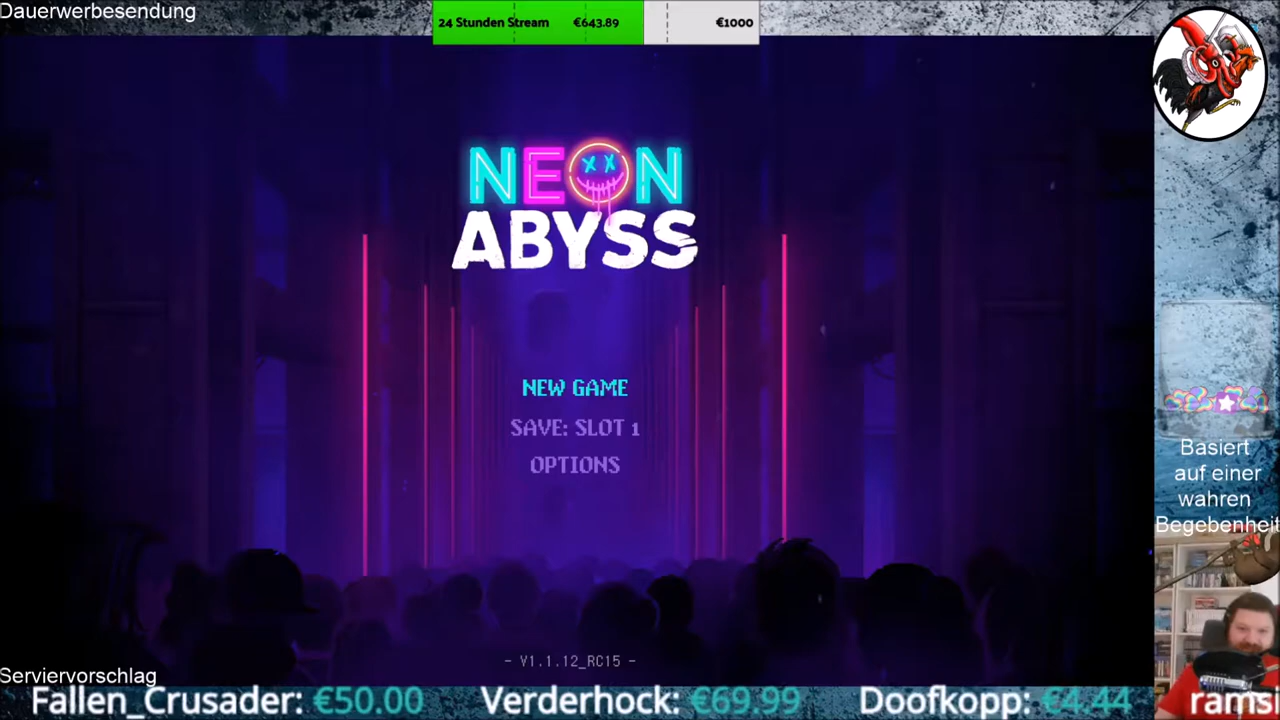 Dauerwerbesendung
24 Stunden Stream €643.89 €1000
NEON
ABYSS
NEW GAME
SAVE: SLOT 1
OPTIONS
Basiert
auf einer
wahren
Begebenheit
- V1.1.12_RC15 -
Serviervorschlag
Fallen_Crusader: €50.00 Verderhock: €69.99 Doofkopp: €4.44 ramsi